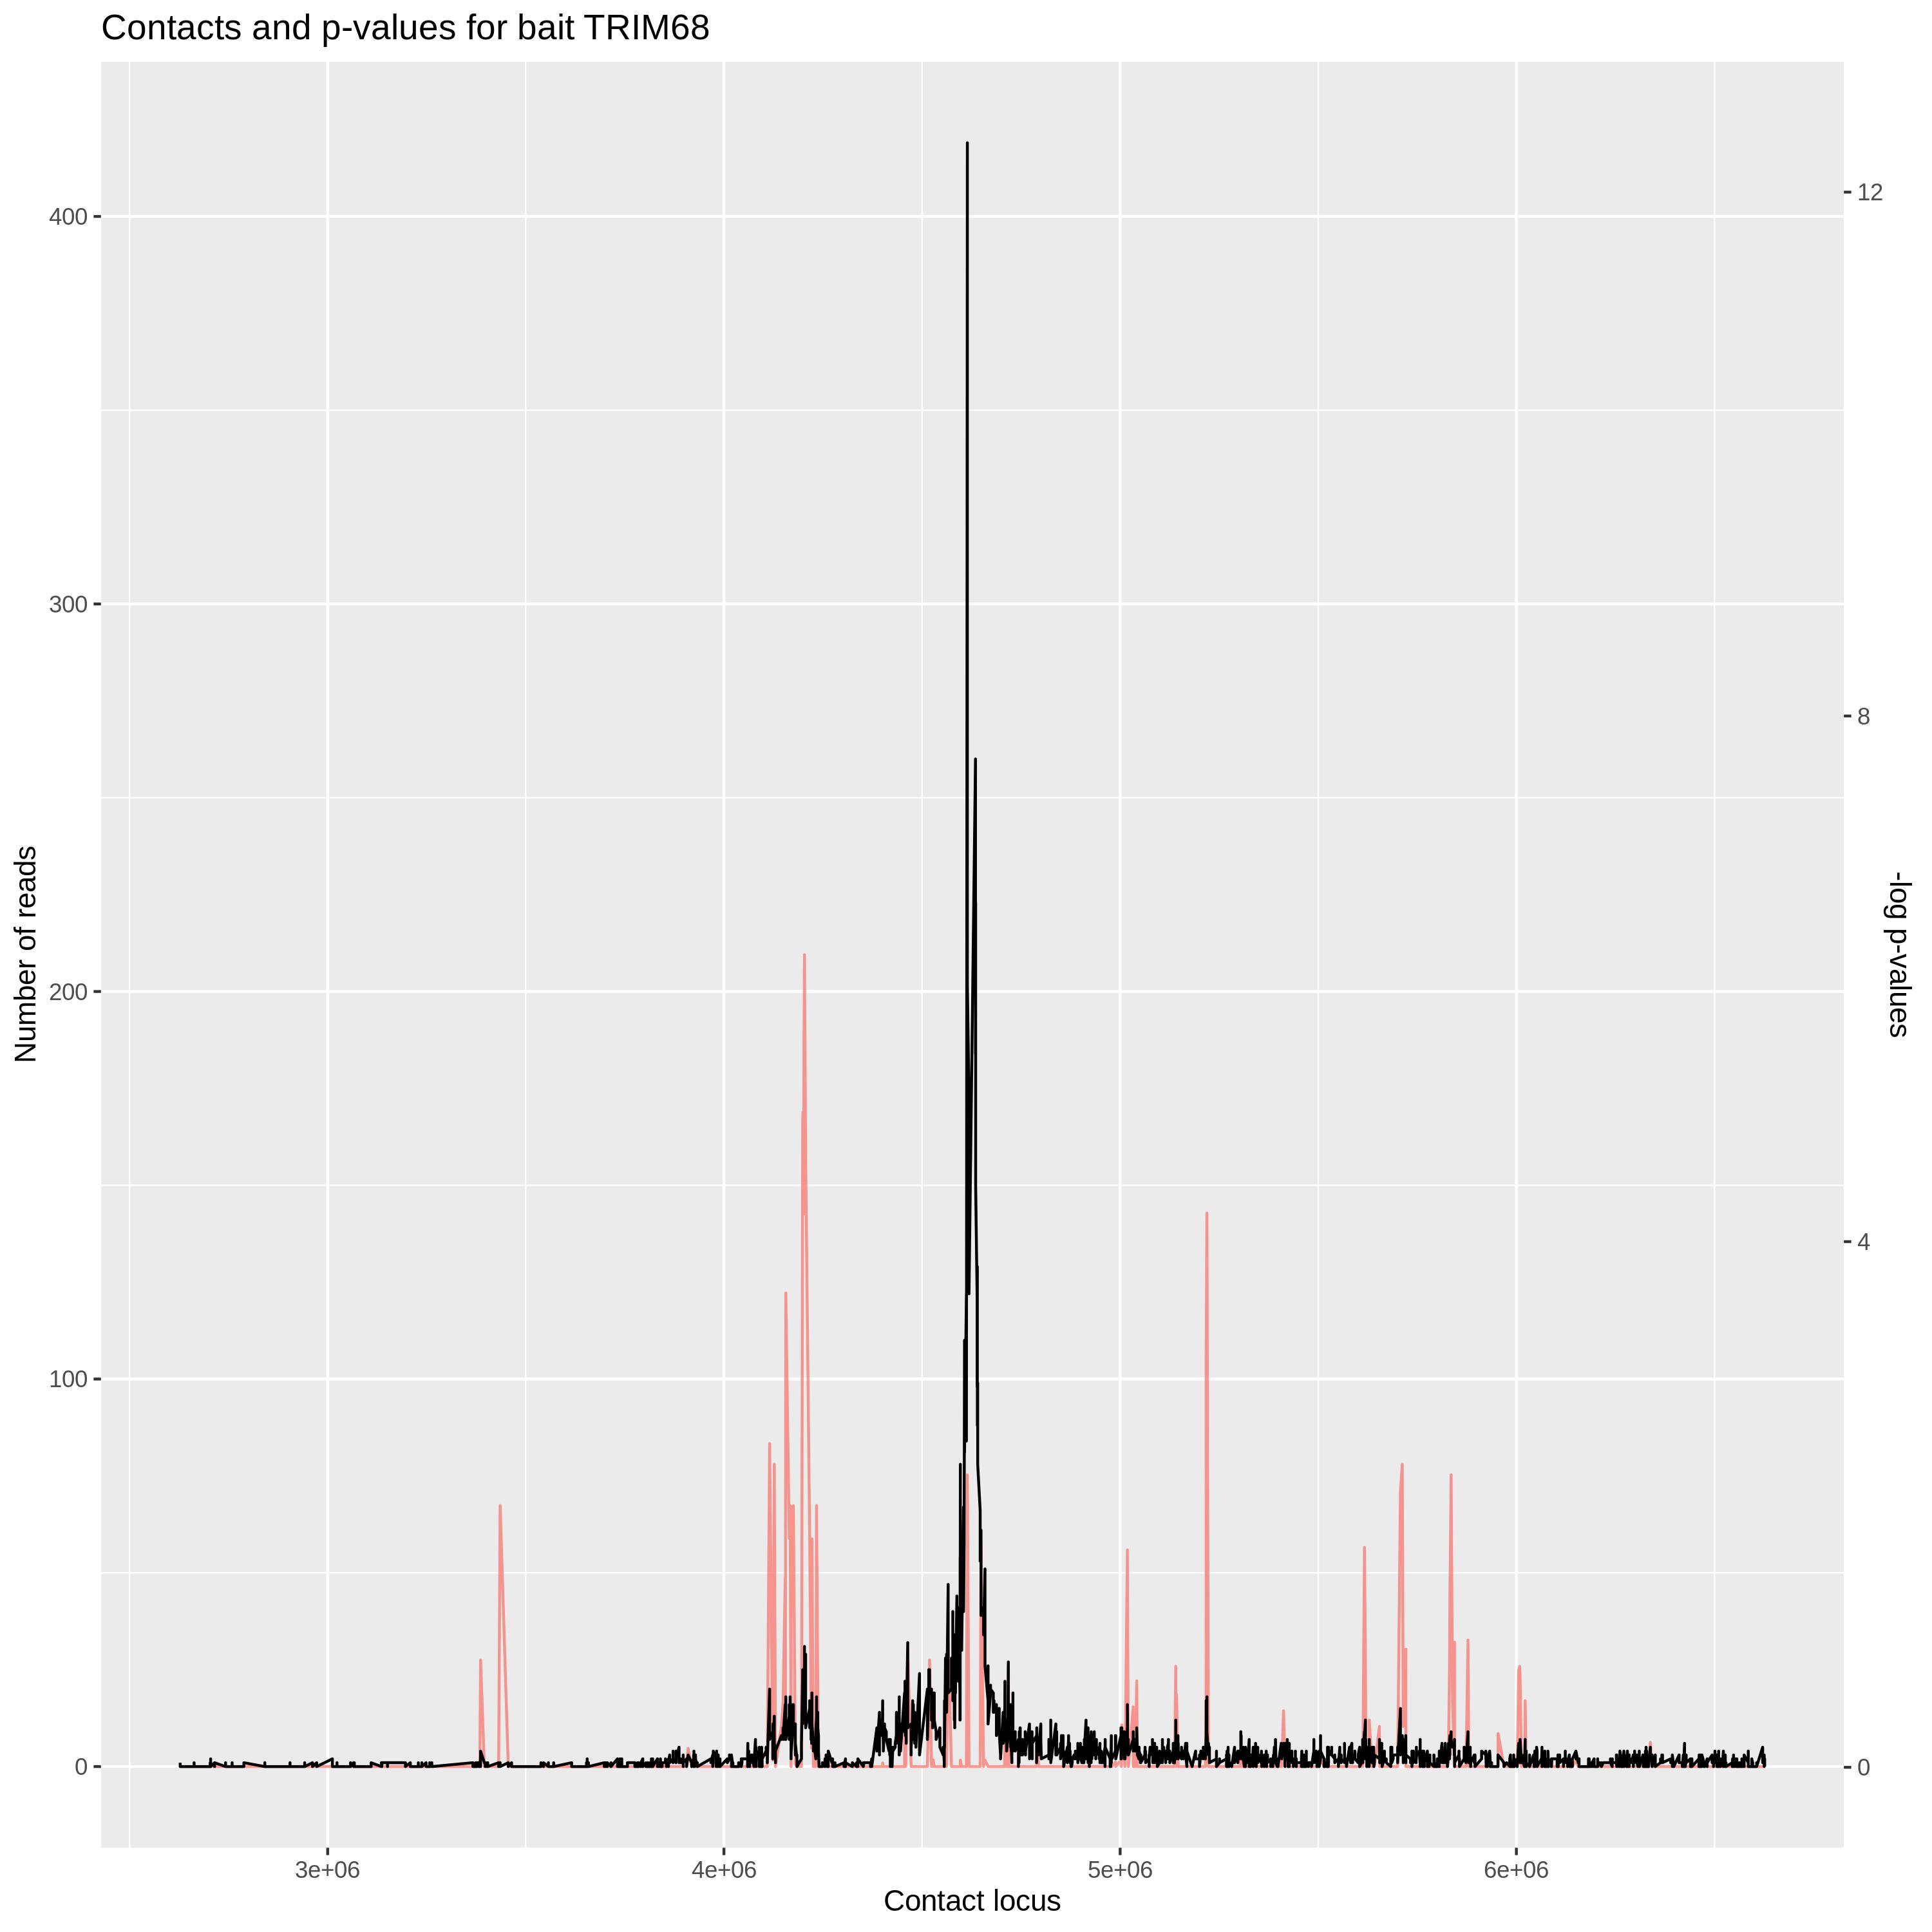 Contacts and p-values for bait TRIM68
400
300
200
100
0
12
8
4
0
Number of reads
-log p-values
3e+06
4e+06
5e+06
6e+06
Contact locus